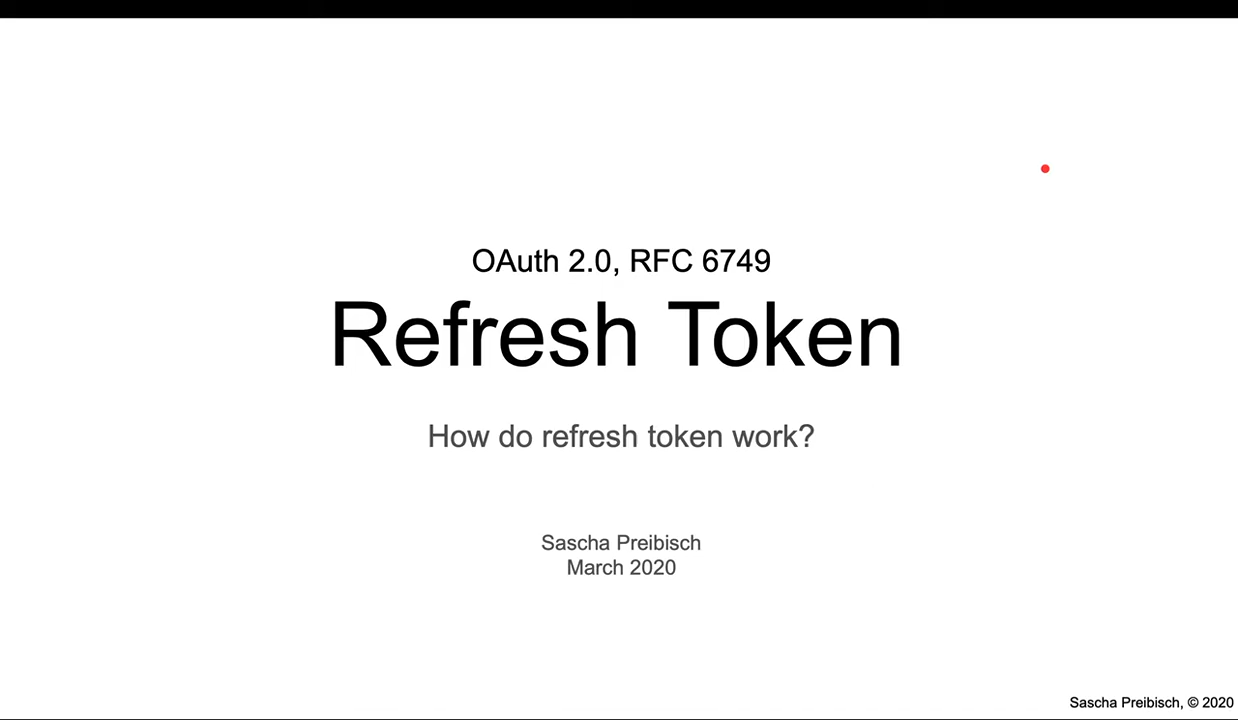 OAuth 2.0, RFC 6749
Refresh Token
How do refresh token work?
Sascha Preibisch
March 2020
Sascha Preibisch, © 2020